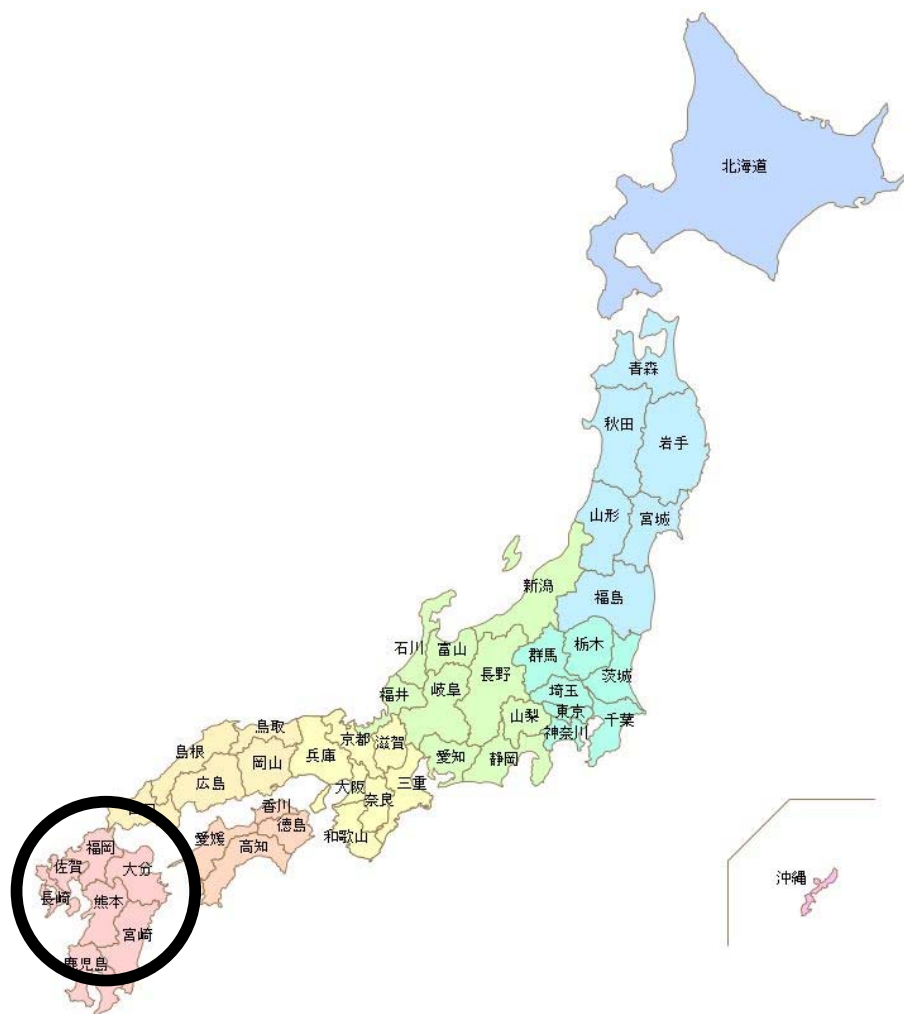 北海道
青森
秋田
岩手
山形
宮城
新潟
福島
石川
富山
群馬
栃木
長野
茨城
福井
岐阜
埼玉
山梨
東京
千葉
神奈川
鳥取
京都
滋賀
島根
兵庫
愛知
静岡
岡山
広島
大阪
三重
奈良
香川
徳島
和歌山
愛媛
高知
福岡
佐賀
大分
長崎
熊本
宮崎
鹿児島
沖縄